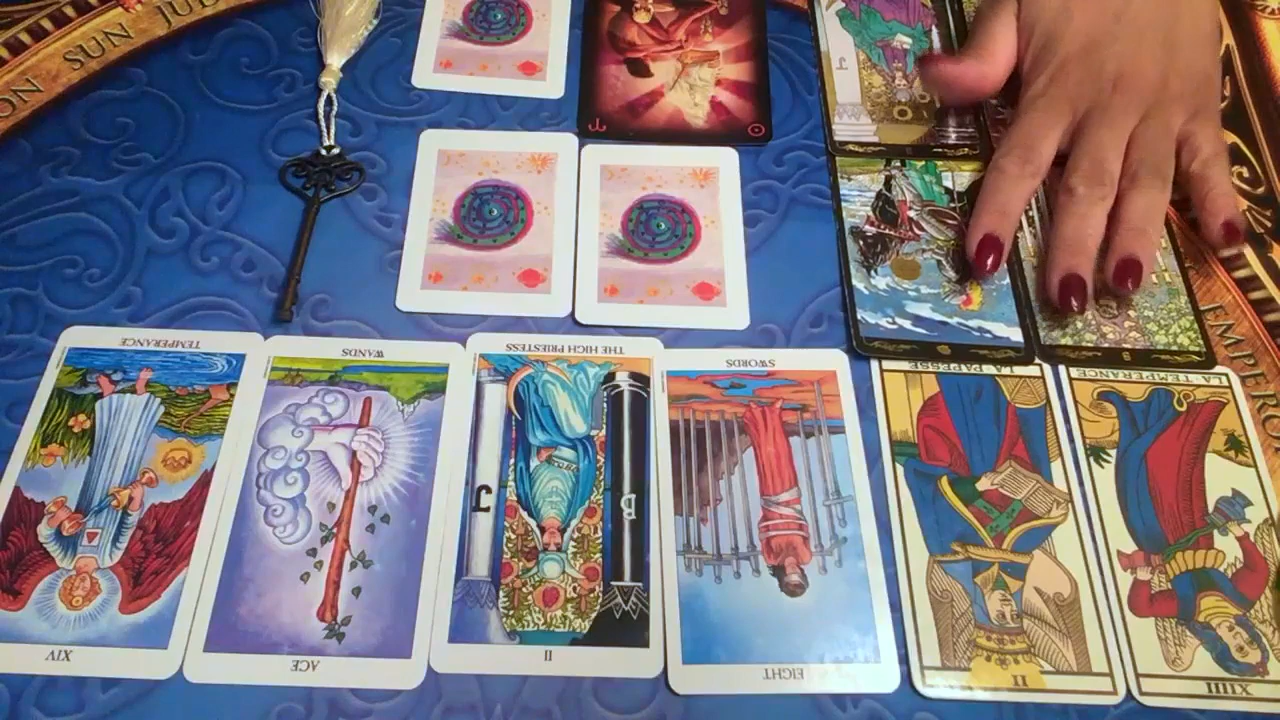 ON SUN JUD
J
EMPERO
TEMPERANCE
WANDS
THE HIGH PRIESTESS
SWORDS
LA PAPESSE
LA TEMPERANCE
J B
XIV
ACE
II
EIGHT
II
XIIII